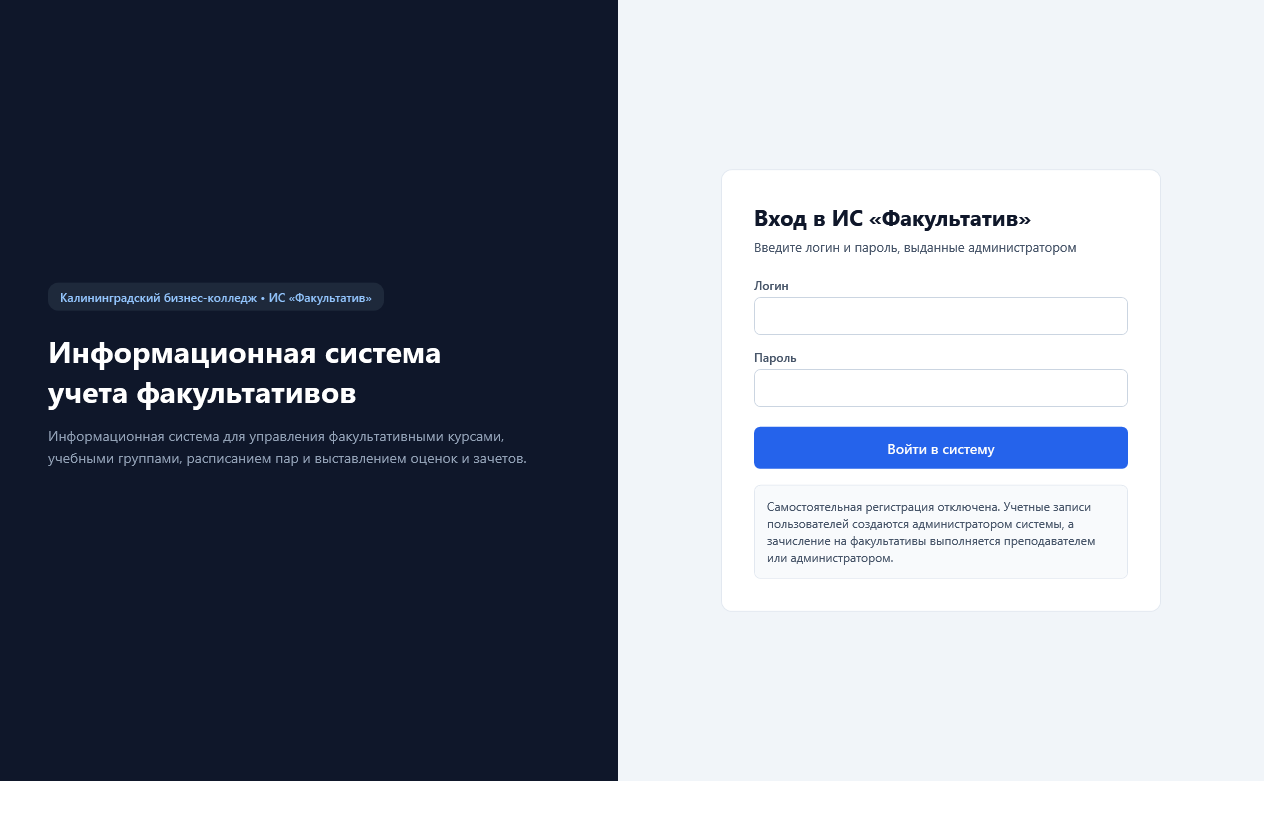 Калининградский бизнес-колледж • ИС «Факультатив»
Информационная система
учета факультативов
Информационная система для управления факультативными курсами,
учебными группами, расписанием пар и выставлением оценок и зачетов.
Вход в ИС «Факультатив»
Введите логин и пароль, выданные администратором
Логин
Пароль
Войти в систему
Самостоятельная регистрация отключена. Учетные записи
пользователей создаются администратором системы, а
зачисление на факультативы выполняется преподавателем
или администратором.